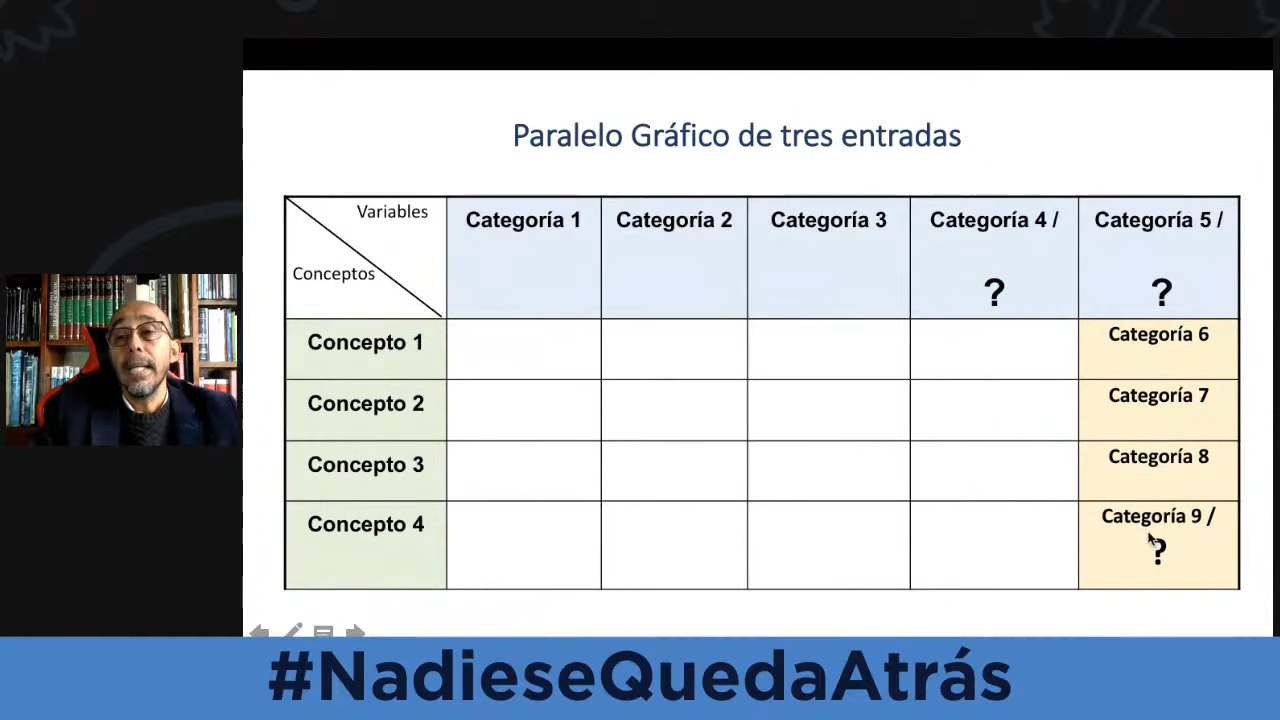 Paralelo Gráfico de tres entradas
Variables
Conceptos
Categoría 1
Categoría 2
Categoría 3
Categoría 4 /
?
Categoría 5 /
?
Concepto 1
Categoría 6
Concepto 2
Categoría 7
Concepto 3
Categoría 8
Concepto 4
Categoría 9 /
?
#NadieseQuedaAtrás